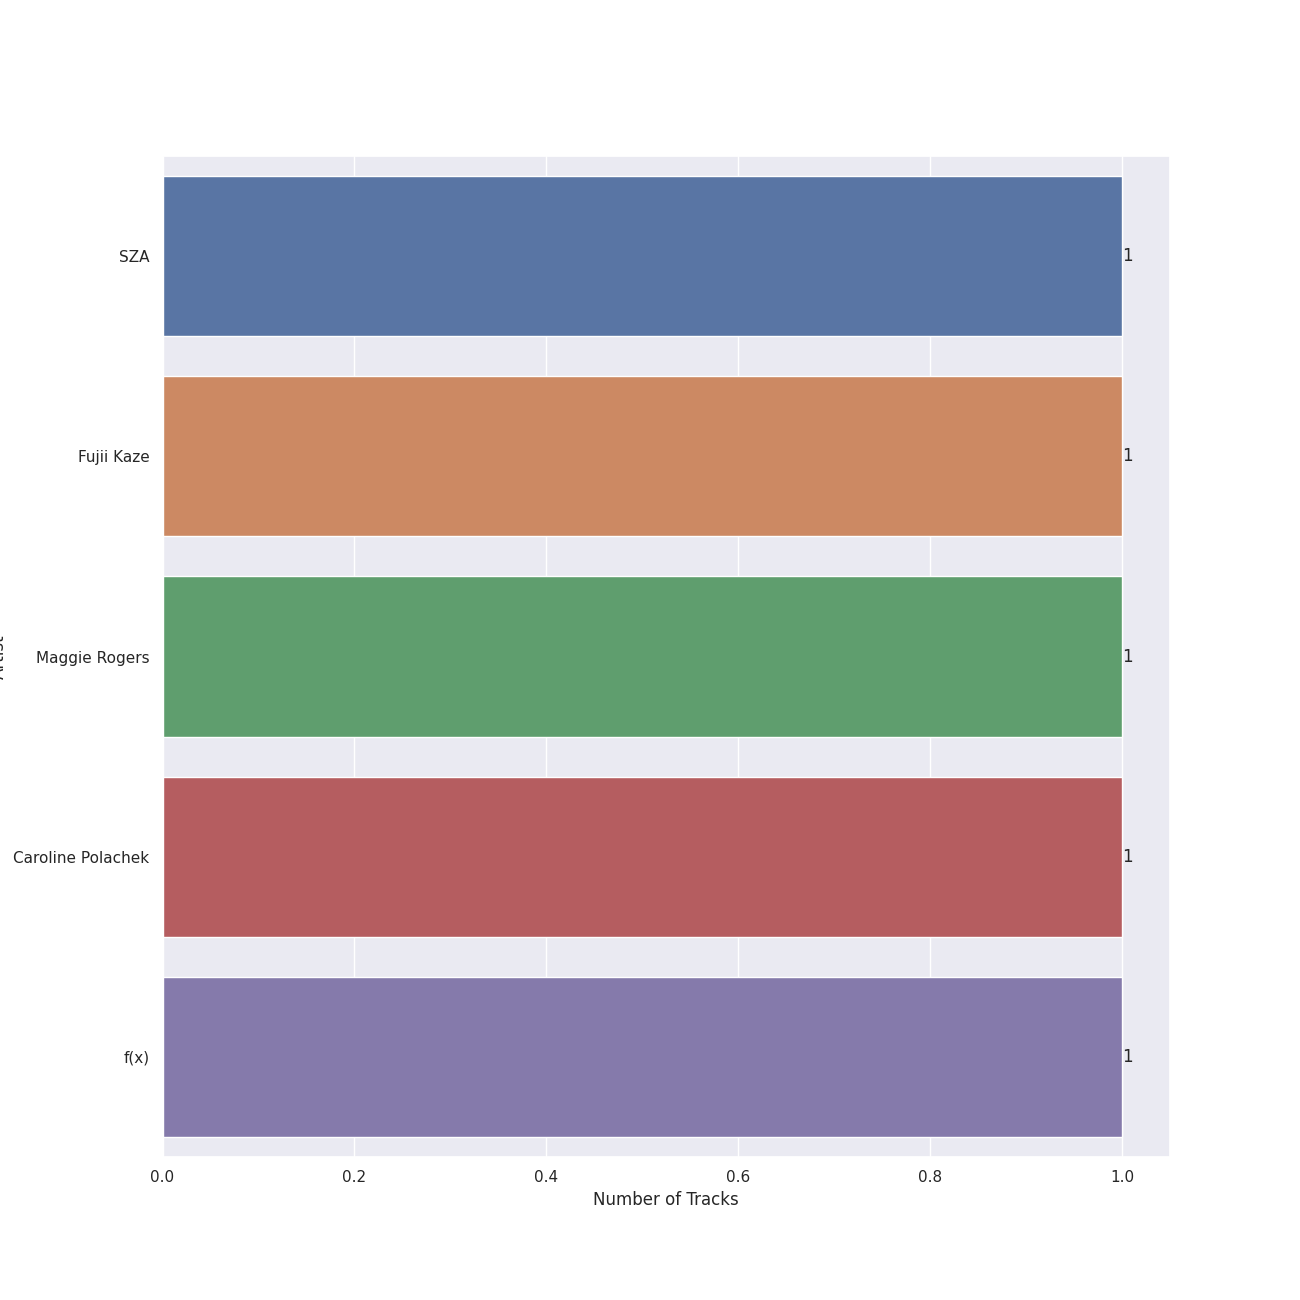 SZA
1
Fujii Kaze
1
Maggie Rogers
1
Caroline Polachek
1
f(x)
1
0.0 0.2 0.4 0.6 0.8 1.0
Number of Tracks